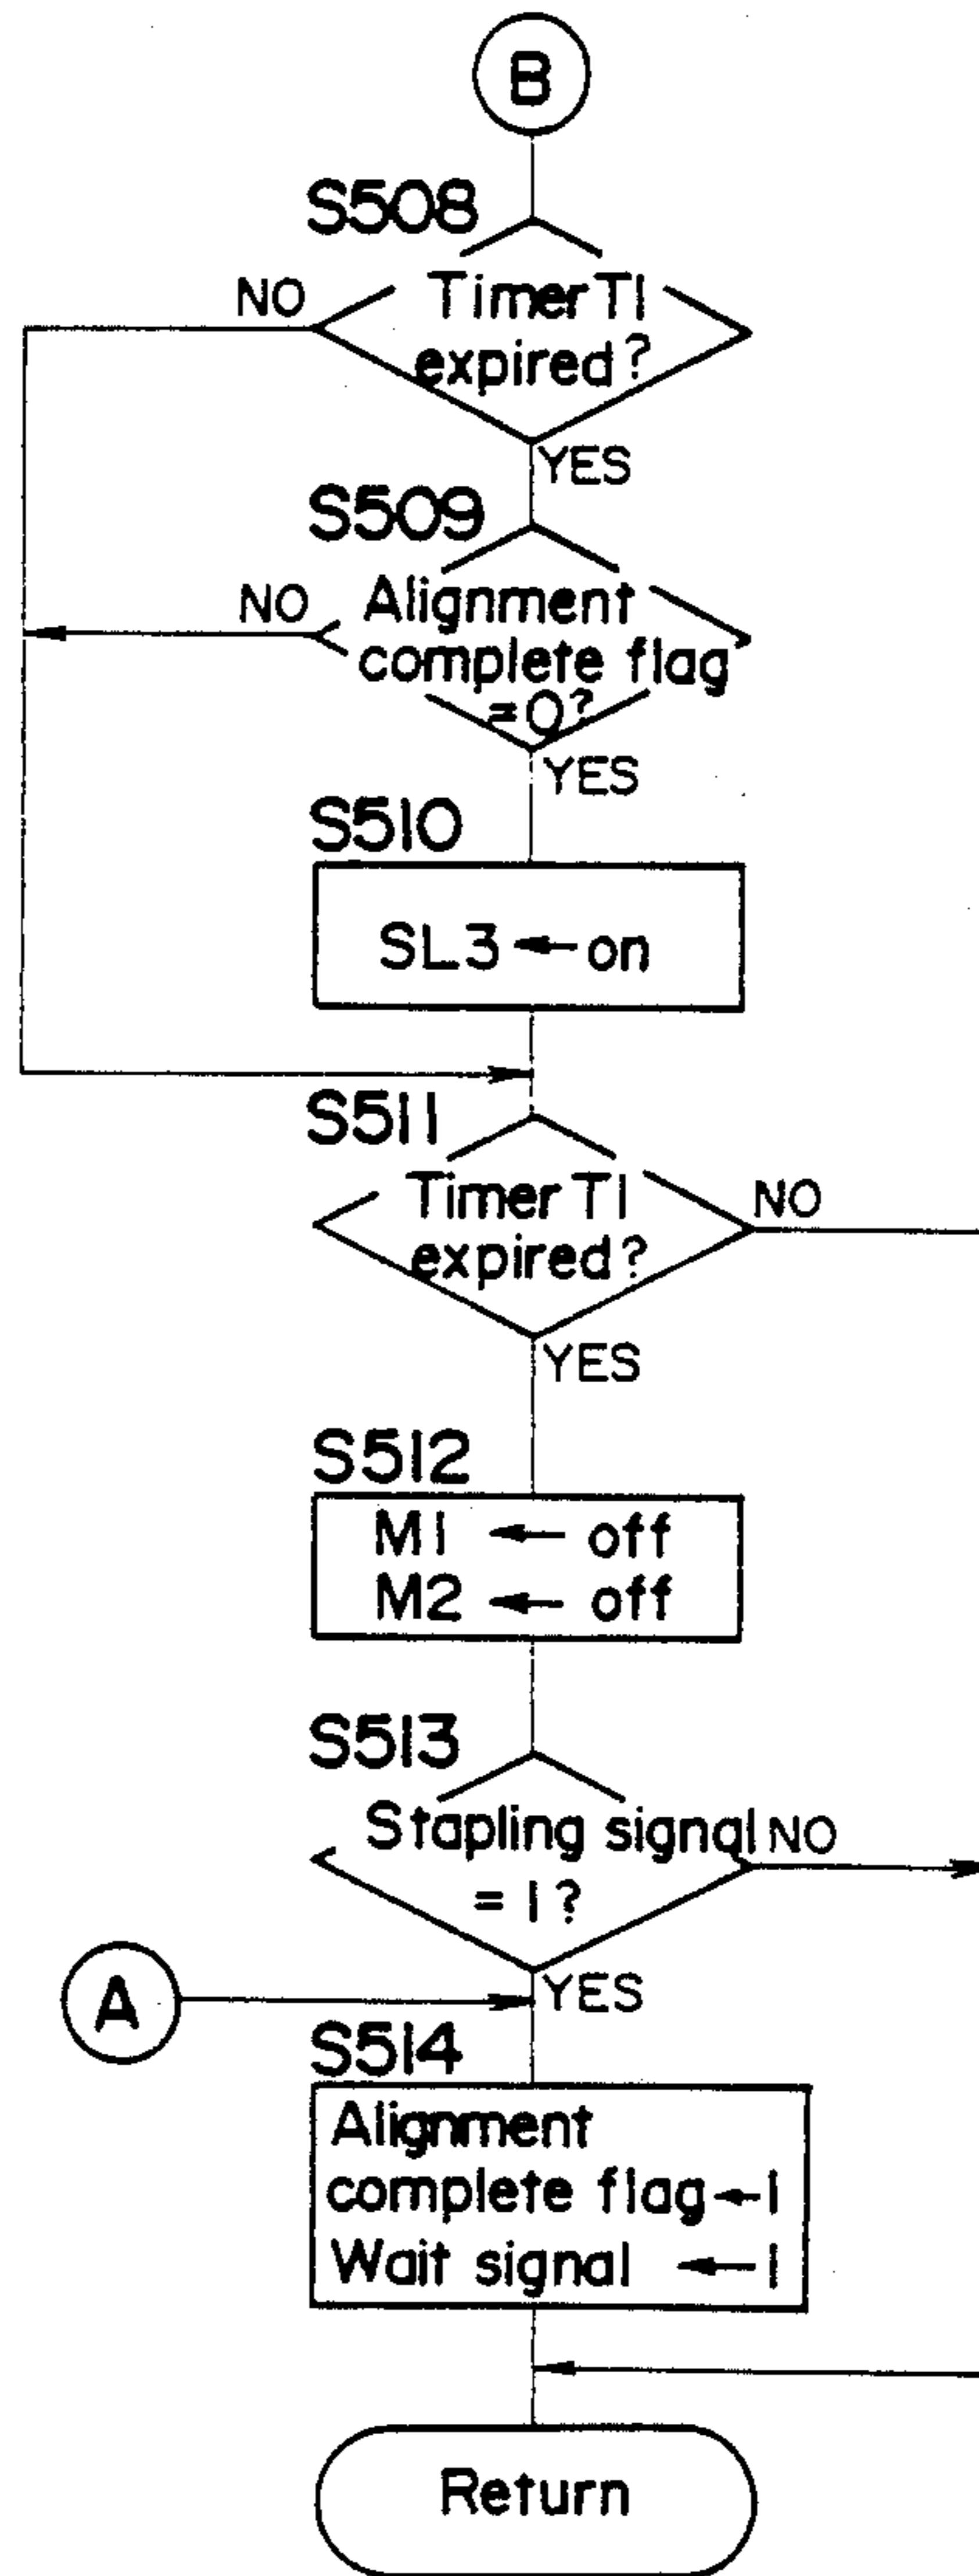 B
S508
NO
Timer T1
expired?
YES
S509
NO
Alignment
complete flag
=0?
YES
S510
SL3 ← on
S511
Timer T1
expired?
NO
YES
S512
M1 ← off
M2 ← off
S513
Stapling signal
= 1?
NO
YES
A
S514
Alignment
complete flag ← 1
Wait signal ← 1
Return